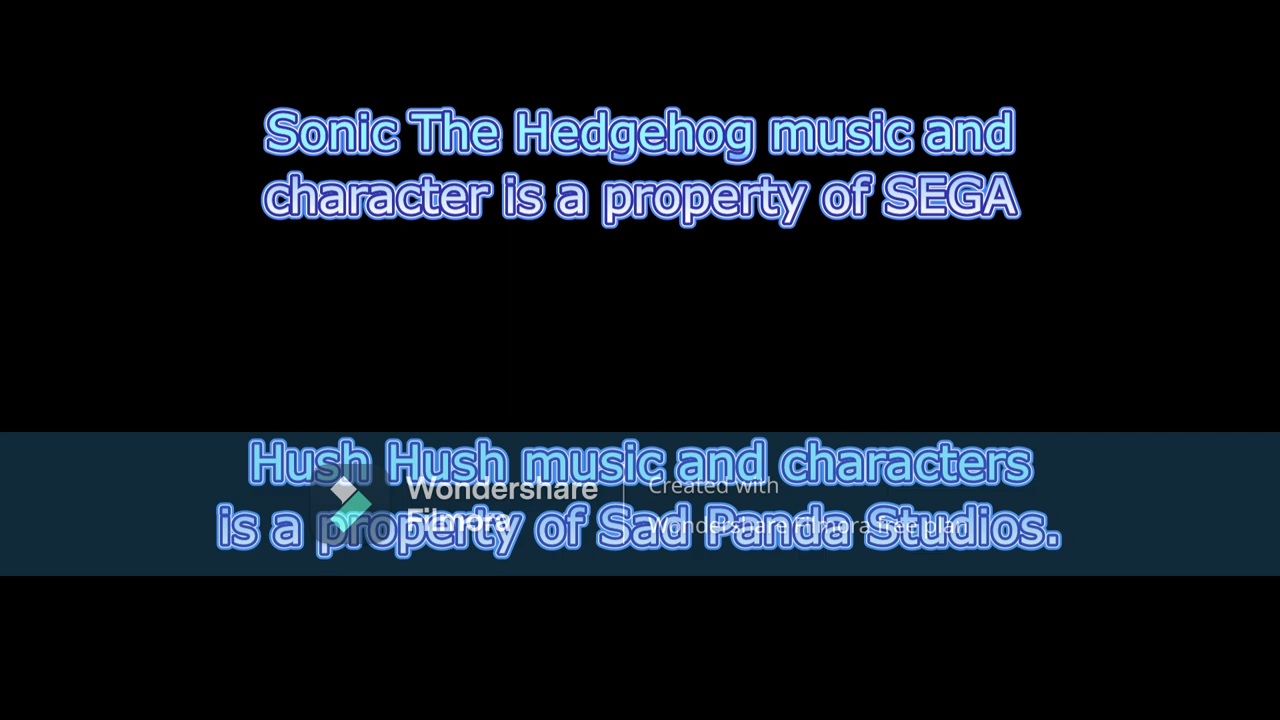 Sonic The Hedgehog music and
character is a property of SEGA
Hush Hush music and characters
is a property of Sad Panda Studios.
Wondershare
Filmora
Created with
Wondershare Filmora free plan